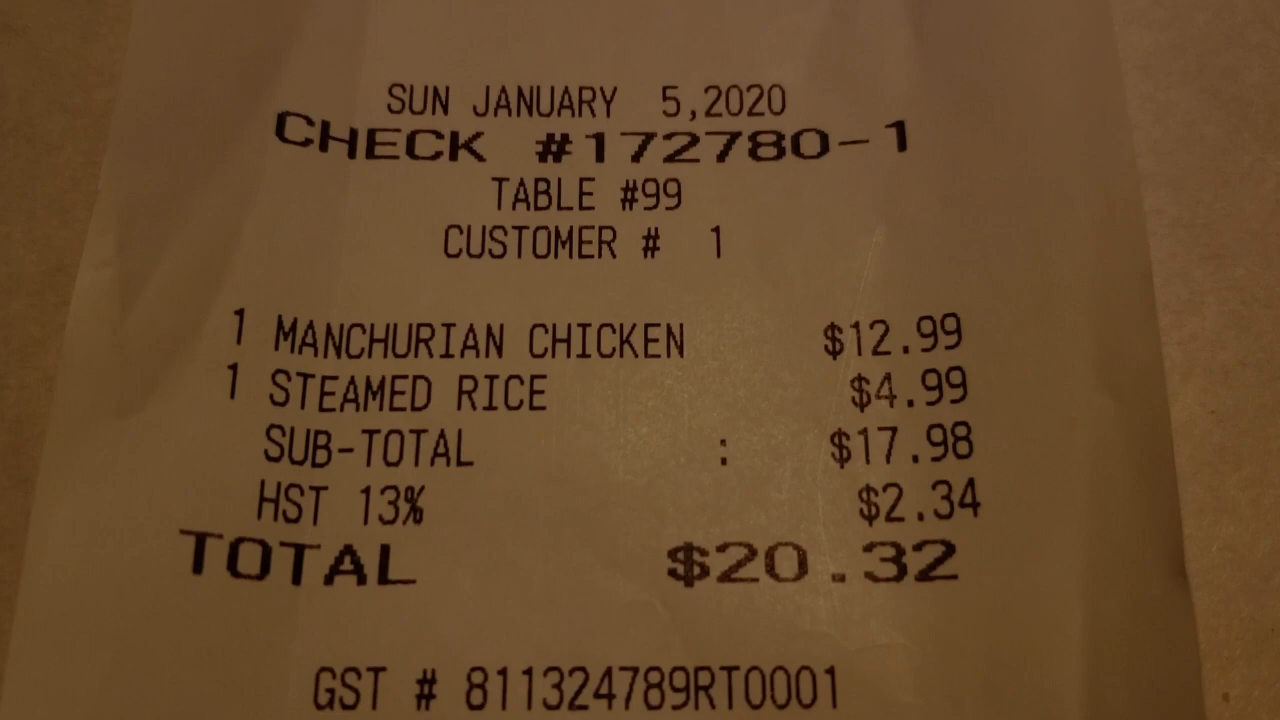 SUN JANUARY 5,2020
CHECK #172780-1
TABLE #99
CUSTOMER # 1
1 MANCHURIAN CHICKEN $12.99
1 STEAMED RICE $4.99
SUB-TOTAL : $17.98
HST 13% $2.34
TOTAL $20.32
GST # 811324789RT0001